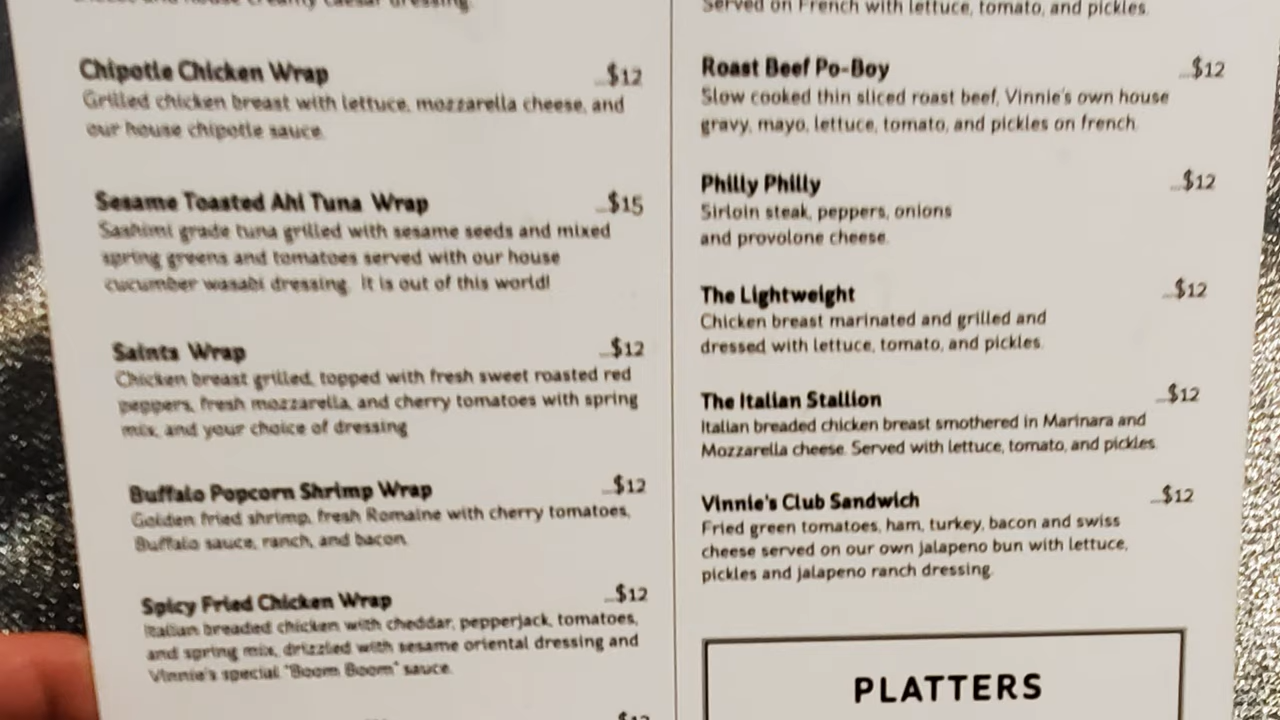 Chipotle Chicken Wrap ...$12
Grilled chicken breast with lettuce, mozzarella cheese, and
our house chipotle sauce.
Sesame Toasted Ahi Tuna Wrap ...$15
Sashimi grade tuna grilled with sesame seeds and mixed
spring greens and tomatoes served with our house
cucumber wasabi dressing. It is out of this world!
Saints Wrap ...$12
Chicken breast grilled, topped with fresh sweet roasted red
peppers, fresh mozzarella, and cherry tomatoes with spring
mix, and your choice of dressing
Buffalo Popcorn Shrimp Wrap ...$12
Golden fried shrimp, fresh Romaine with cherry tomatoes,
Buffalo sauce, ranch, and bacon.
Spicy Fried Chicken Wrap ...$12
Italian breaded chicken with cheddar, pepperjack, tomatoes,
and spring mix, drizzled with sesame oriental dressing and
Vinnie's special "Boom Boom" sauce.
Served on French with lettuce, tomato, and pickles.
Roast Beef Po-Boy ...$12
Slow cooked thin sliced roast beef, Vinnie's own house
gravy, mayo, lettuce, tomato, and pickles on french.
Philly Philly ...$12
Sirloin steak, peppers, onions
and provolone cheese.
The Lightweight ...$12
Chicken breast marinated and grilled and
dressed with lettuce, tomato, and pickles.
The Italian Stallion ...$12
Italian breaded chicken breast smothered in Marinara and
Mozzarella cheese. Served with lettuce, tomato, and pickles.
Vinnie's Club Sandwich ...$12
Fried green tomatoes, ham, turkey, bacon and swiss
cheese served on our own jalapeno bun with lettuce,
pickles and jalapeno ranch dressing.
PLATTERS